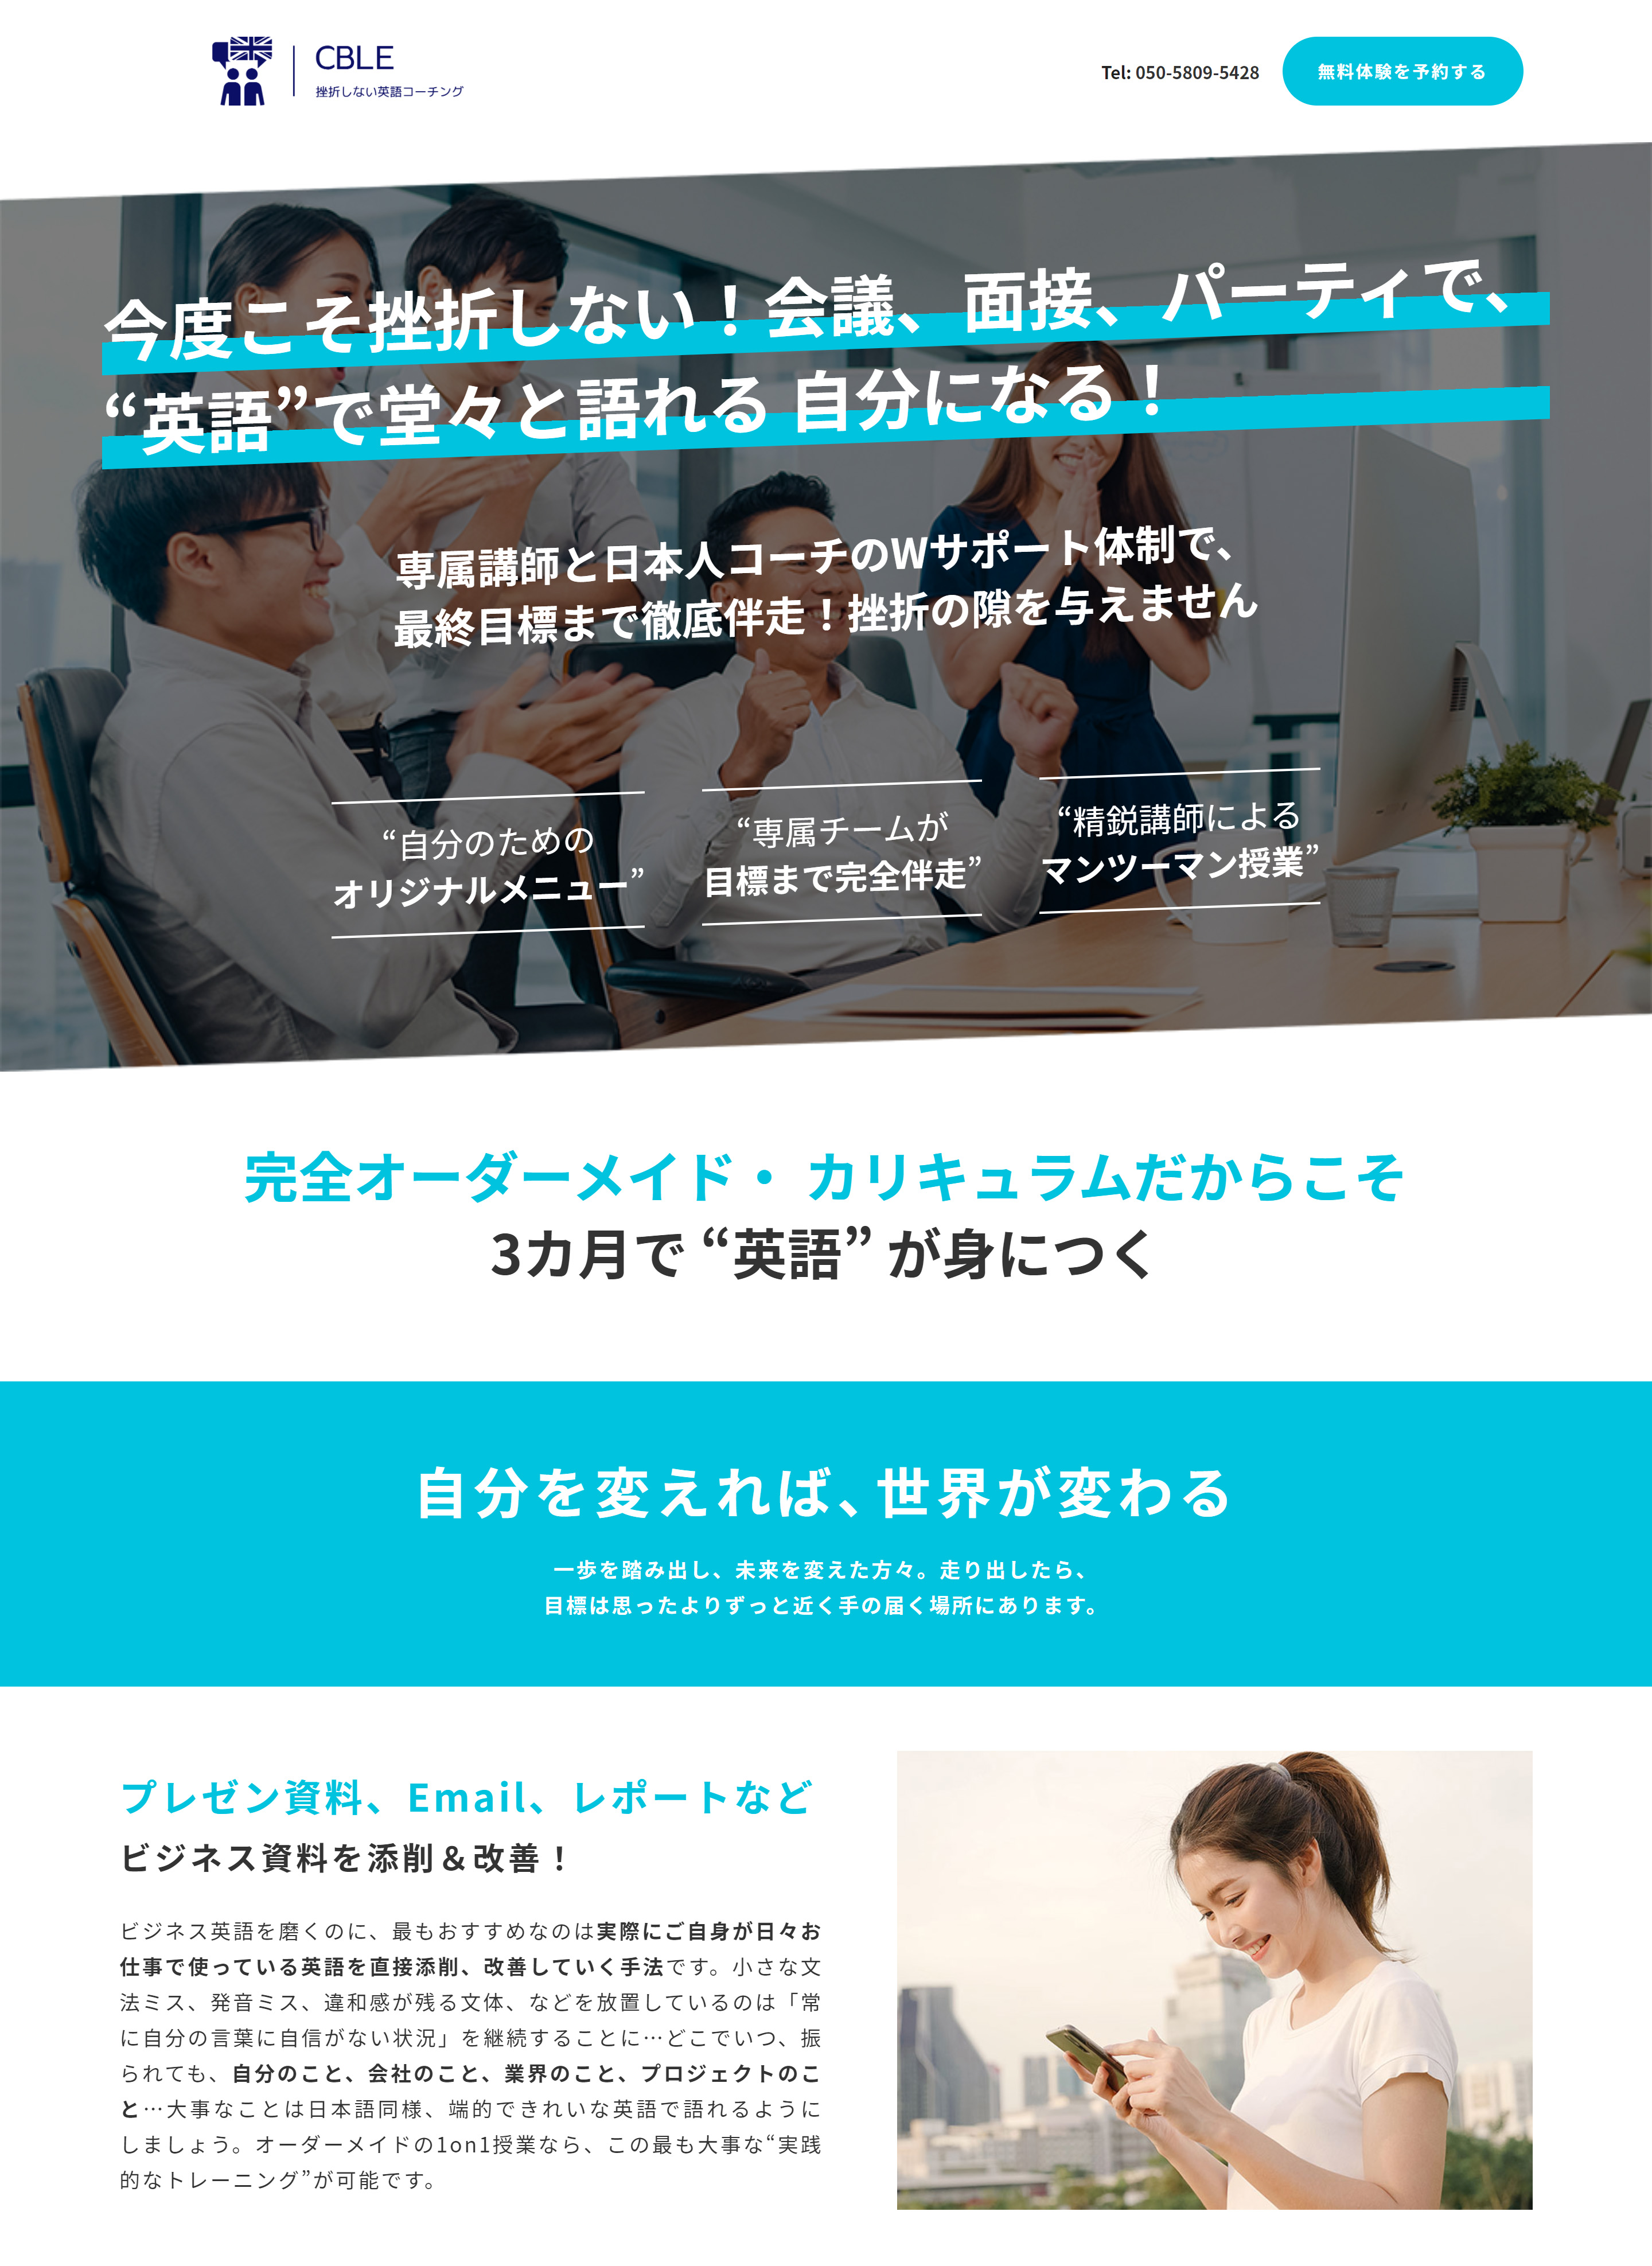 CBLE
挫折しない英語コーチング
Tel: 050-5809-5428
無料体験を予約する
今度こそ挫折しない！会議、面接、パーティで、
“英語”で堂々と語れる 自分になる！
専属講師と日本人コーチのWサポート体制で、
最終目標まで徹底伴走！挫折の隙を与えません
“自分のための
オリジナルメニュー”
“専属チームが
目標まで完全伴走”
“精鋭講師による
マンツーマン授業”
完全オーダーメイド・ カリキュラムだからこそ
3カ月で “英語” が身につく
自分を変えれば、世界が変わる
一歩を踏み出し、未来を変えた方々。走り出したら、
目標は思ったよりずっと近く手の届く場所にあります。
プレゼン資料、Email、レポートなど
ビジネス資料を添削＆改善！
ビジネス英語を磨くのに、最もおすすめなのは実際にご自身が日々お
仕事で使っている英語を直接添削、改善していく手法です。小さな文
法ミス、発音ミス、違和感が残る文体、などを放置しているのは「常
に自分の言葉に自信がない状況」を継続することに…どこでいつ、振
られても、自分のこと、会社のこと、業界のこと、プロジェクトのこ
と…大事なことは日本語同様、端的できれいな英語で語れるように
しましょう。オーダーメイドの1on1授業なら、この最も大事な“実践
的なトレーニング”が可能です。